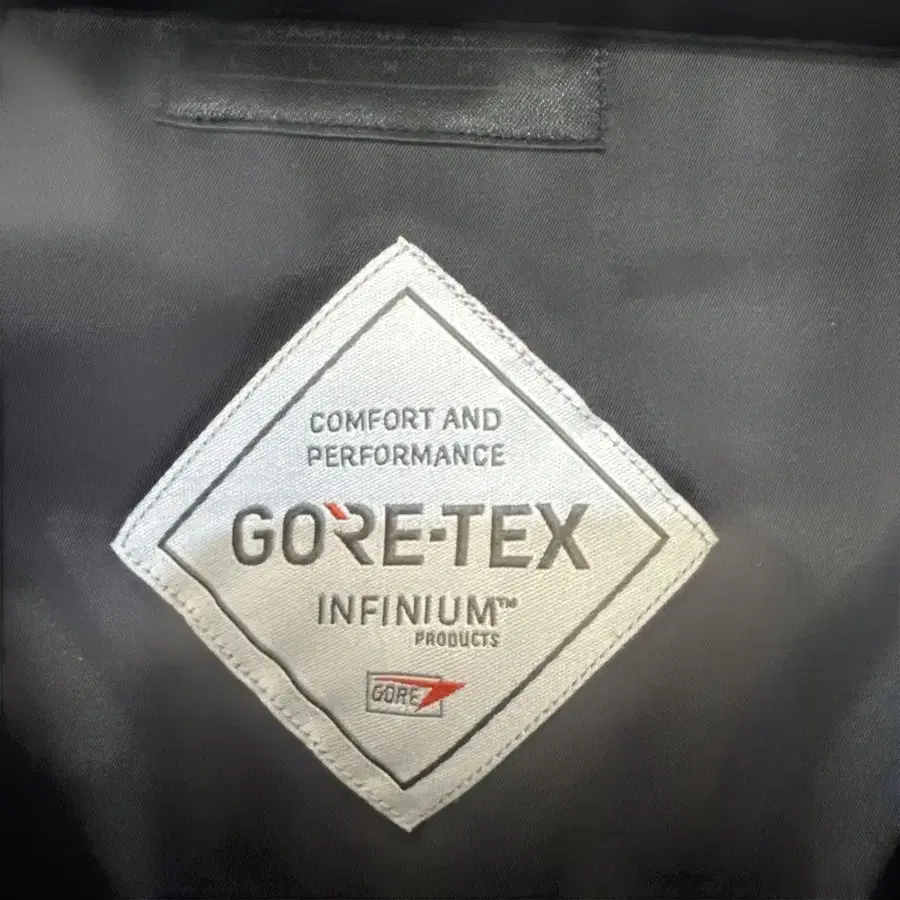 COMFORT AND
PERFORMANCE
GORE-TEX
INFINIUM™
PRODUCTS
GORE